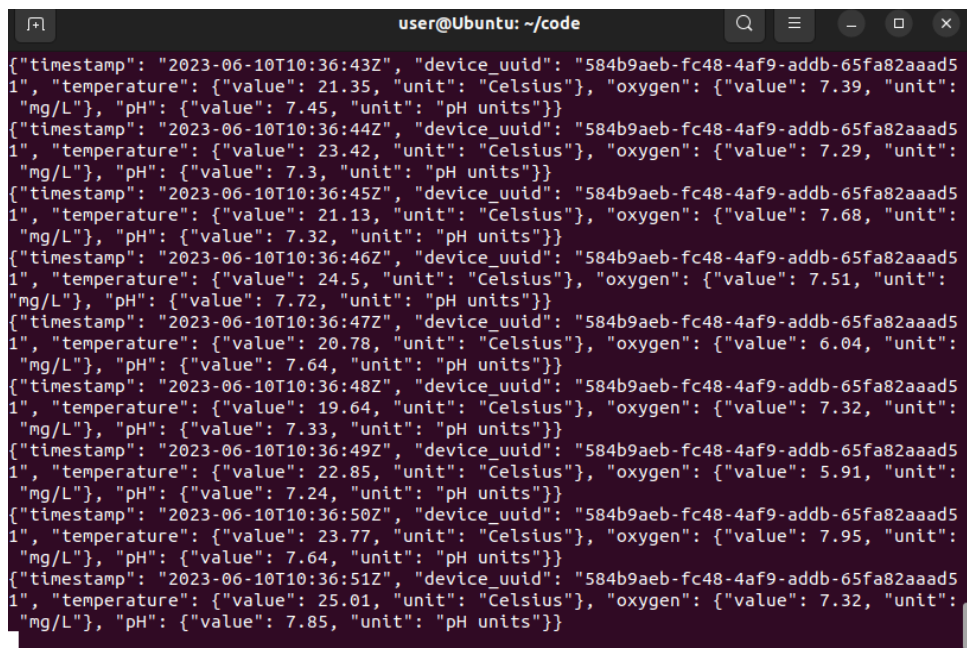 user@Ubuntu: ~/code
{"timestamp": "2023-06-10T10:36:43Z", "device_uuid": "584b9aeb-fc48-4af9-addb-65fa82aaad5
1", "temperature": {"value": 21.35, "unit": "Celsius"}, "oxygen": {"value": 7.39, "unit":
 "mg/L"}, "pH": {"value": 7.45, "unit": "pH units"}}
{"timestamp": "2023-06-10T10:36:44Z", "device_uuid": "584b9aeb-fc48-4af9-addb-65fa82aaad5
1", "temperature": {"value": 23.42, "unit": "Celsius"}, "oxygen": {"value": 7.29, "unit":
 "mg/L"}, "pH": {"value": 7.3, "unit": "pH units"}}
{"timestamp": "2023-06-10T10:36:45Z", "device_uuid": "584b9aeb-fc48-4af9-addb-65fa82aaad5
1", "temperature": {"value": 21.13, "unit": "Celsius"}, "oxygen": {"value": 7.68, "unit":
 "mg/L"}, "pH": {"value": 7.32, "unit": "pH units"}}
{"timestamp": "2023-06-10T10:36:46Z", "device_uuid": "584b9aeb-fc48-4af9-addb-65fa82aaad5
1", "temperature": {"value": 24.5, "unit": "Celsius"}, "oxygen": {"value": 7.51, "unit":
"mg/L"}, "pH": {"value": 7.72, "unit": "pH units"}}
{"timestamp": "2023-06-10T10:36:47Z", "device_uuid": "584b9aeb-fc48-4af9-addb-65fa82aaad5
1", "temperature": {"value": 20.78, "unit": "Celsius"}, "oxygen": {"value": 6.04, "unit":
 "mg/L"}, "pH": {"value": 7.64, "unit": "pH units"}}
{"timestamp": "2023-06-10T10:36:48Z", "device_uuid": "584b9aeb-fc48-4af9-addb-65fa82aaad5
1", "temperature": {"value": 19.64, "unit": "Celsius"}, "oxygen": {"value": 7.32, "unit":
 "mg/L"}, "pH": {"value": 7.33, "unit": "pH units"}}
{"timestamp": "2023-06-10T10:36:49Z", "device_uuid": "584b9aeb-fc48-4af9-addb-65fa82aaad5
1", "temperature": {"value": 22.85, "unit": "Celsius"}, "oxygen": {"value": 5.91, "unit":
 "mg/L"}, "pH": {"value": 7.24, "unit": "pH units"}}
{"timestamp": "2023-06-10T10:36:50Z", "device_uuid": "584b9aeb-fc48-4af9-addb-65fa82aaad5
1", "temperature": {"value": 23.77, "unit": "Celsius"}, "oxygen": {"value": 7.95, "unit":
 "mg/L"}, "pH": {"value": 7.64, "unit": "pH units"}}
{"timestamp": "2023-06-10T10:36:51Z", "device_uuid": "584b9aeb-fc48-4af9-addb-65fa82aaad5
1", "temperature": {"value": 25.01, "unit": "Celsius"}, "oxygen": {"value": 7.32, "unit":
 "mg/L"}, "pH": {"value": 7.85, "unit": "pH units"}}